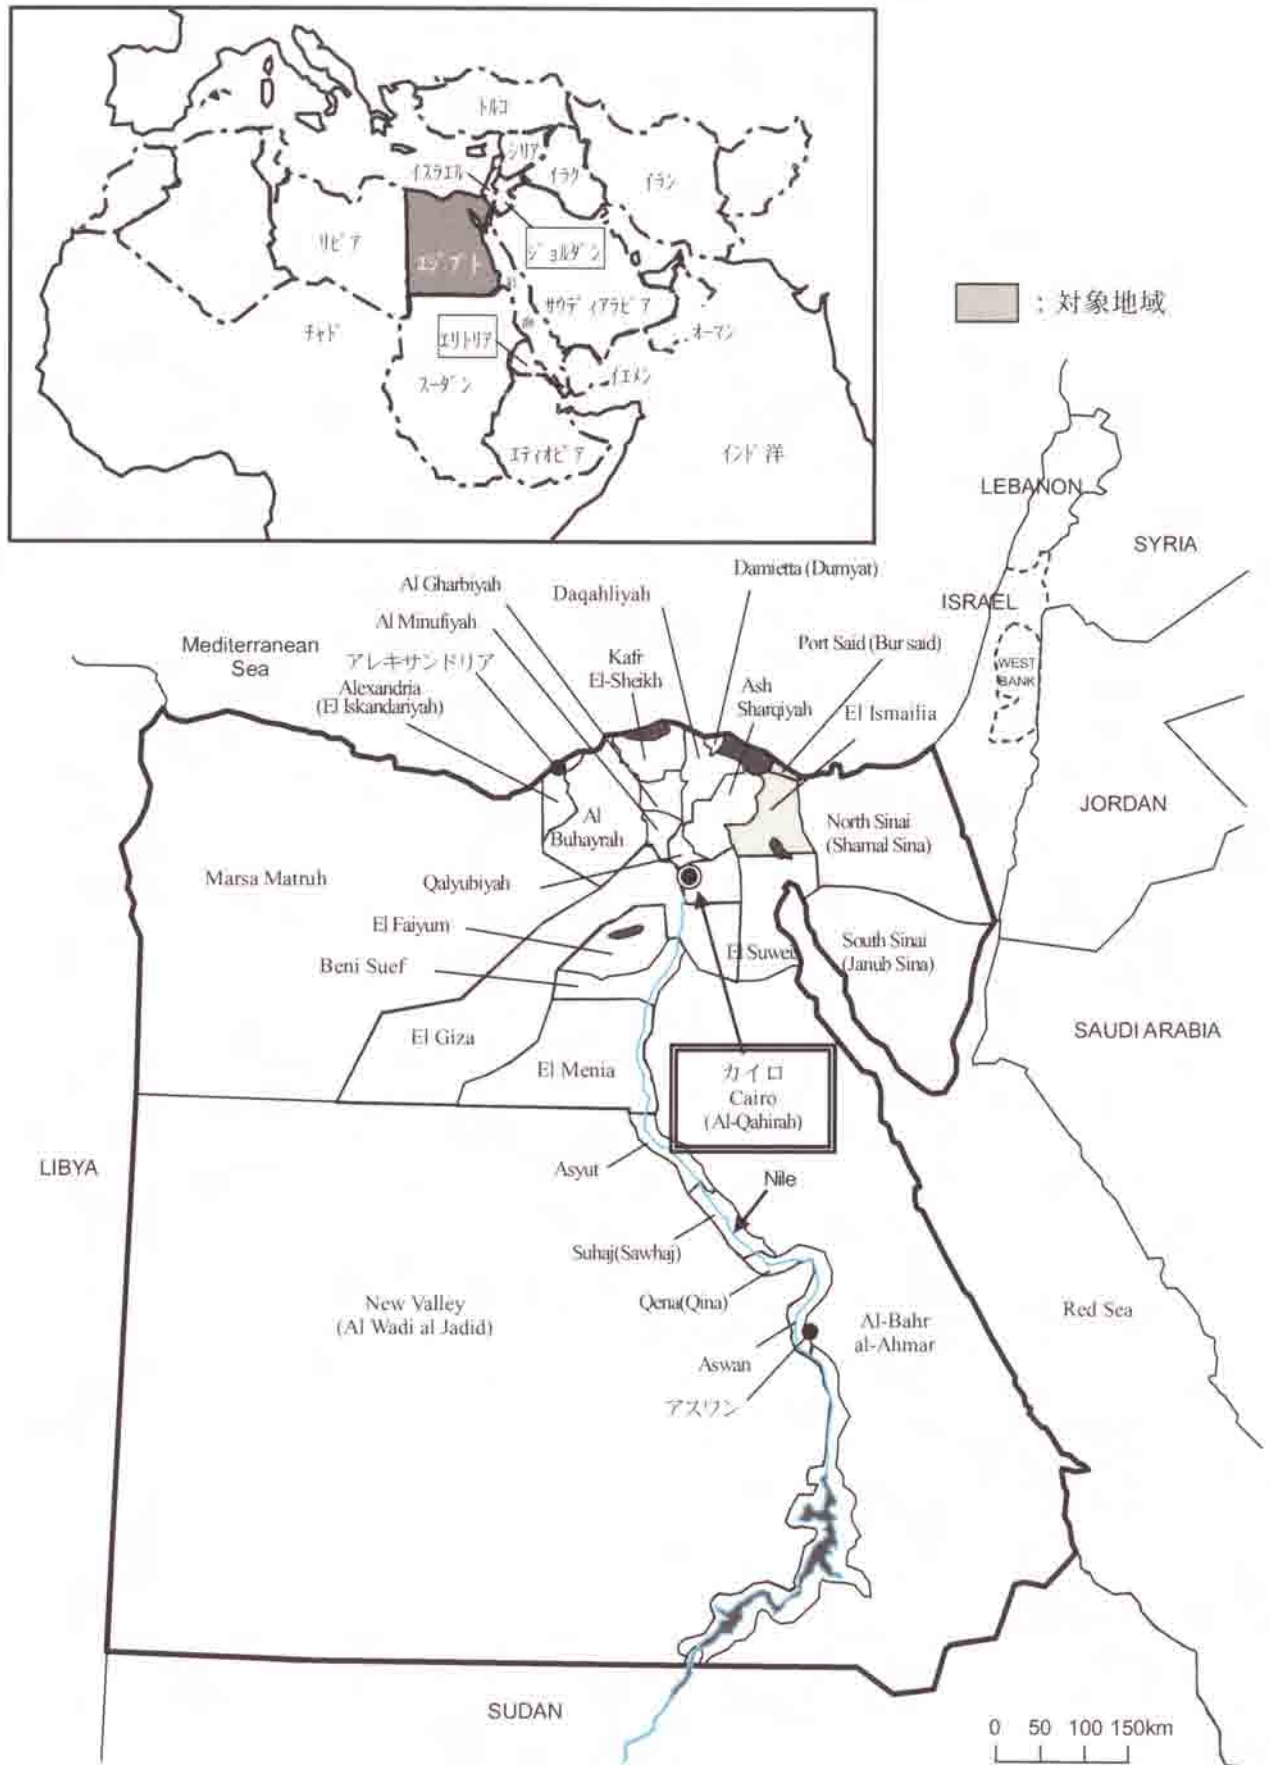 トルコ
シリア
イスラエル
イラク
イラン
リビア
エジプト
ジョルダン
サウディアラビア
チャド
エリトリア
オーマン
スーダン
イエメン
エティオピア
インド洋
：対象地域
LEBANON
SYRIA
Damietta (Dumyat)
Al Gharbiyah
Daqahliyah
ISRAEL
Al Minufiyah
Port Said (Bur said)
Mediterranean
Sea
アレキサンドリア
Kafr
El-Sheikh
WEST
BANK
Alexandria
(El Iskandariyah)
Ash
Sharqiyah
El Ismailia
JORDAN
Al
Buhayrah
North Sinai
(Shamal Sina)
Marsa Matruh
Qalyubiyah
El Faiyum
El Suweis
South Sinai
(Janub Sina)
Beni Suef
SAUDI ARABIA
El Giza
El Menia
カイロ
Cairo
(Al-Qahirah)
LIBYA
Asyut
Nile
Suhaj(Sawhaj)
Qena(Qina)
New Valley
(Al Wadi al Jadid)
Al-Bahr
al-Ahmar
Red Sea
Aswan
アスワン
SUDAN
0 50 100 150km